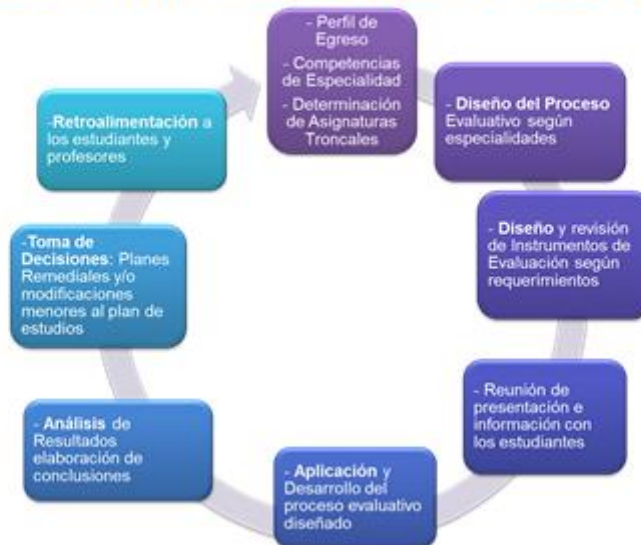 - Perfil de
Egreso
- Competencias
de Especialidad
- Determinación
de Asignaturas
Troncales
- Diseño del Proceso
Evaluativo según
especialidades
- Diseño y revisión
de Instrumentos de
Evaluación según
requerimientos
- Reunión de
presentación e
información con
los estudiantes
- Aplicación y
Desarrollo del
proceso evaluativo
diseñado
- Análisis de
Resultados
elaboración de
conclusiones
-Toma de
Decisiones: Planes
Remediales y/o
modificaciones
menores al plan de
estudios
-Retroalimentación a
los estudiantes y
profesores